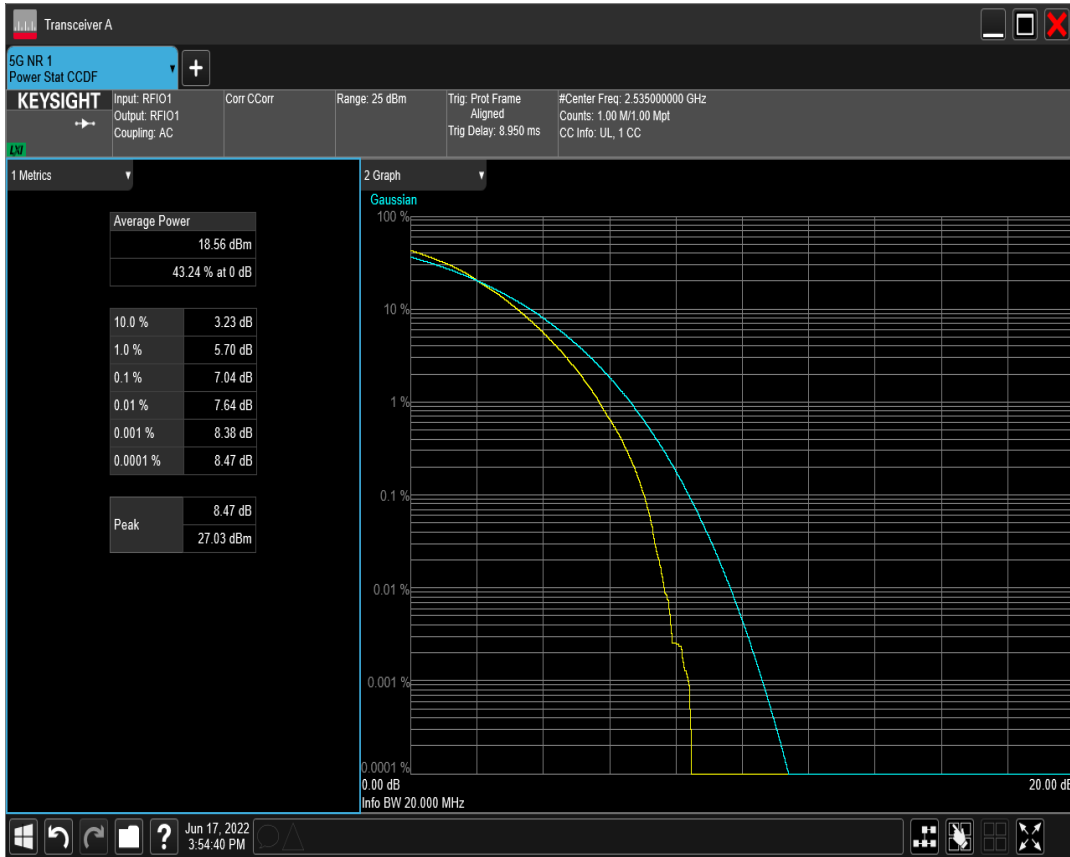 Transceiver A
5G NR 1
Power Stat CCDF
+
KEYSIGHT
LXI
Input: RFIO1
Output: RFIO1
Coupling: AC
Corr CCorr
Range: 25 dBm
Trig: Prot Frame
Aligned
Trig Delay: 8.950 ms
#Center Freq: 2.535000000 GHz
Counts: 1.00 M/1.00 Mpt
CC Info: UL, 1 CC
1 Metrics
Average Power
18.56 dBm
43.24 % at 0 dB
10.0 % 3.23 dB
1.0 % 5.70 dB
0.1 % 7.04 dB
0.01 % 7.64 dB
0.001 % 8.38 dB
0.0001 % 8.47 dB
Peak
8.47 dB
27.03 dBm
2 Graph
Gaussian
100 %
10 %
1 %
0.1 %
0.01 %
0.001 %
0.0001 %
0.00 dB
20.00 dB
Info BW 20.000 MHz
?
Jun 17, 2022
3:54:40 PM